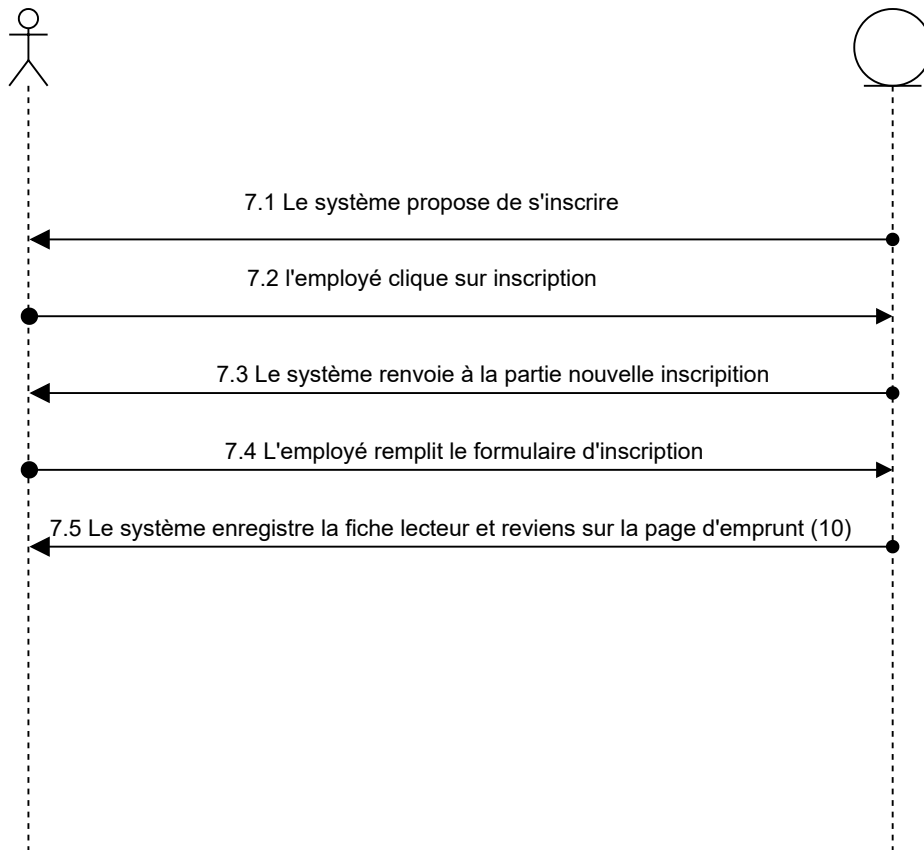 7.1 Le système propose de s'inscrire
7.2 l'employé clique sur inscription
7.3 Le système renvoie à la partie nouvelle inscripition
7.4 L'employé remplit le formulaire d'inscription
7.5 Le système enregistre la fiche lecteur et reviens sur la page d'emprunt (10)